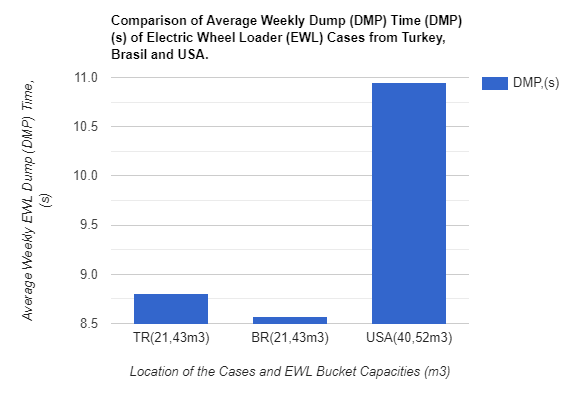 Comparison of Average Weekly Dump (DMP) Time (DMP)
(s) of Electric Wheel Loader (EWL) Cases from Turkey,
Brasil and USA.
11.0
DMP,(s)
10.5
10.0
9.5
9.0
8.5
Average Weekly EWL Dump (DMP) Time,
(s)
TR(21,43m3)
BR(21,43m3)
USA(40,52m3)
Location of the Cases and EWL Bucket Capacities (m3)